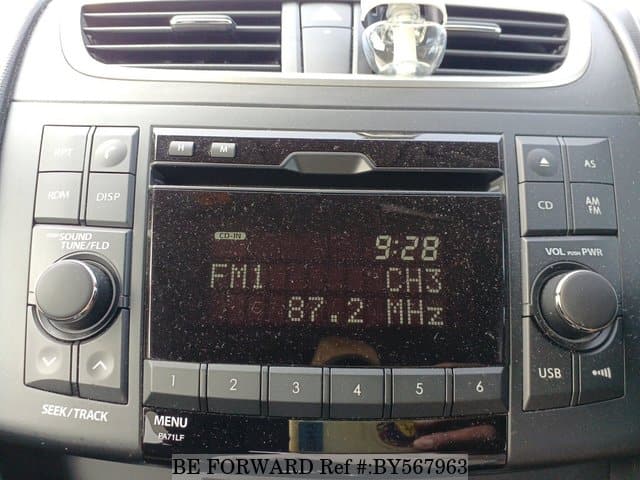 H M
RPT
AS
RDM DISP
CD AM FM
CD-IN
9:28
PUSH SOUND
TUNE/FLD
VOL PUSH PWR
FM1 CH3
87.2 MHz
1 2 3 4 5 6
USB
SEEK/TRACK
MENU
PA71LF
BE FORWARD Ref #:BY567963